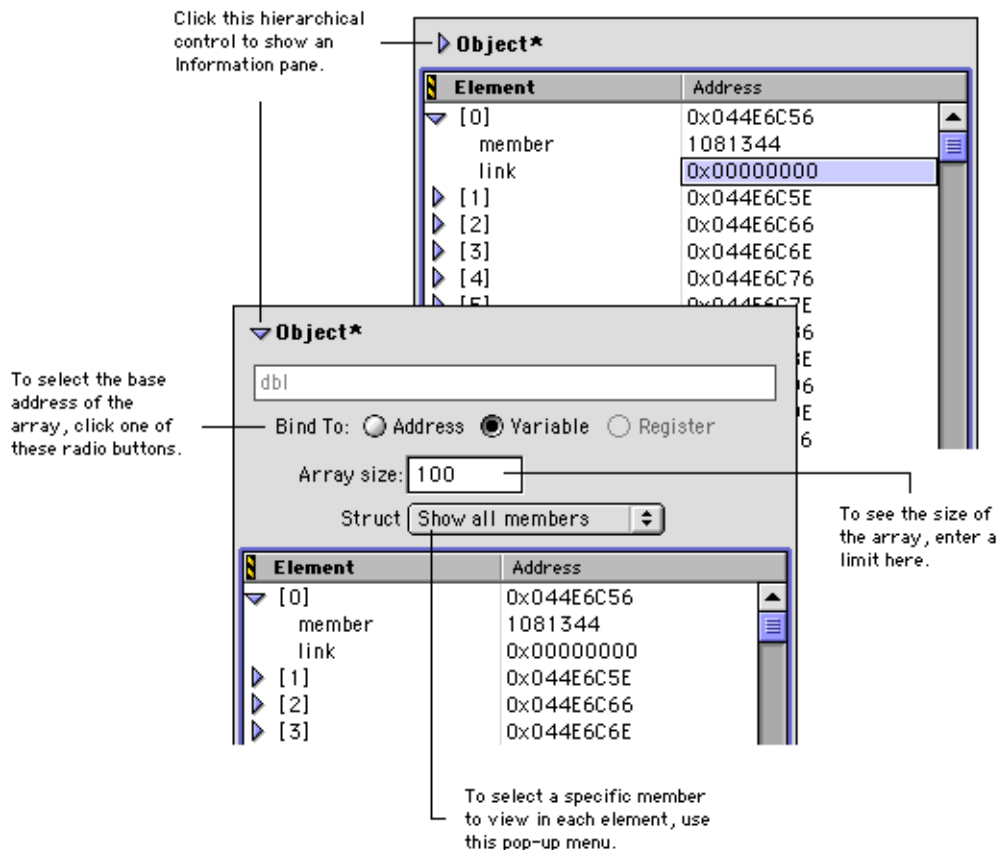 Click this hierarchical
control to show an
Information pane.
Object*
Element Address
[0] 0x044E6C56
member 1081344
link 0x00000000
[1] 0x044E6C5E
[2] 0x044E6C66
[3] 0x044E6C6E
[4] 0x044E6C76
Object*
dbl
To select the base
address of the
array, click one of
these radio buttons.
Bind To: Address Variable Register
Array size: 100
Struct Show all members
To see the size of
the array, enter a
limit here.
Element Address
[0] 0x044E6C56
member 1081344
link 0x00000000
[1] 0x044E6C5E
[2] 0x044E6C66
[3] 0x044E6C6E
To select a specific member
to view in each element, use
this pop-up menu.